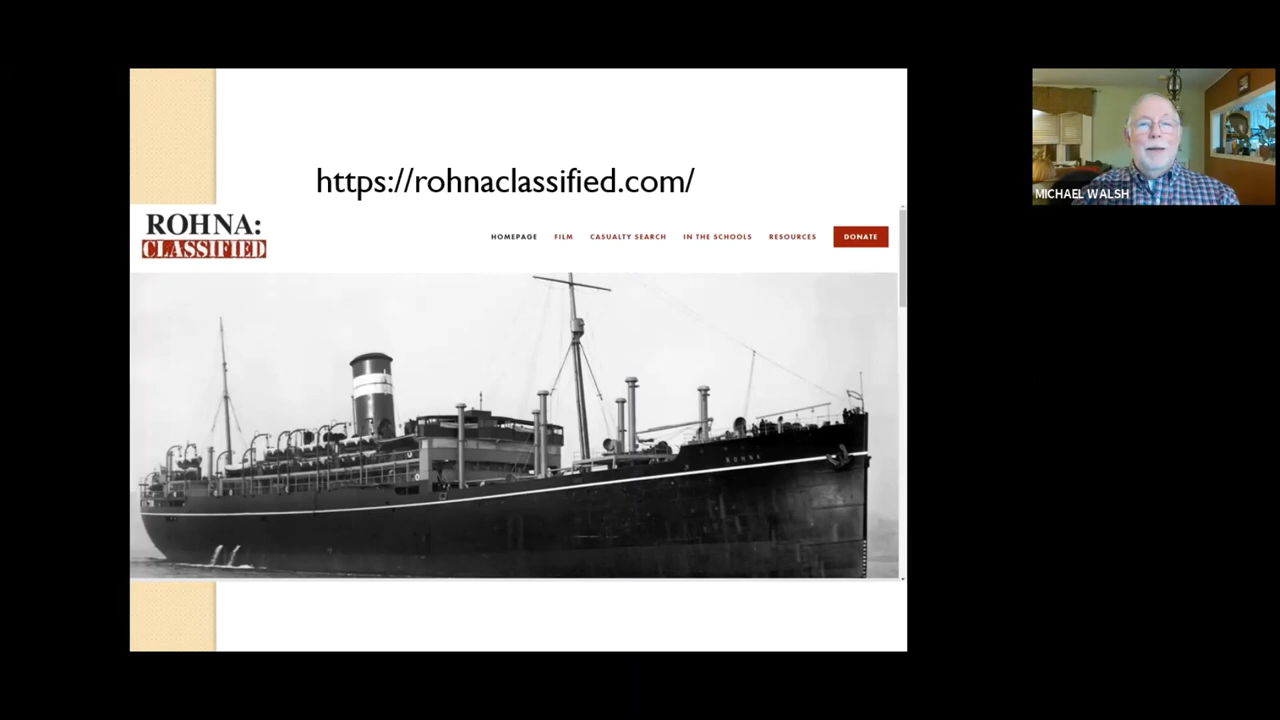 https://rohnaclassified.com/
ROHNA:
CLASSIFIED
HOMEPAGE FILM CASUALTY SEARCH IN THE SCHOOLS RESOURCES DONATE
ROHNA
MICHAEL WALSH